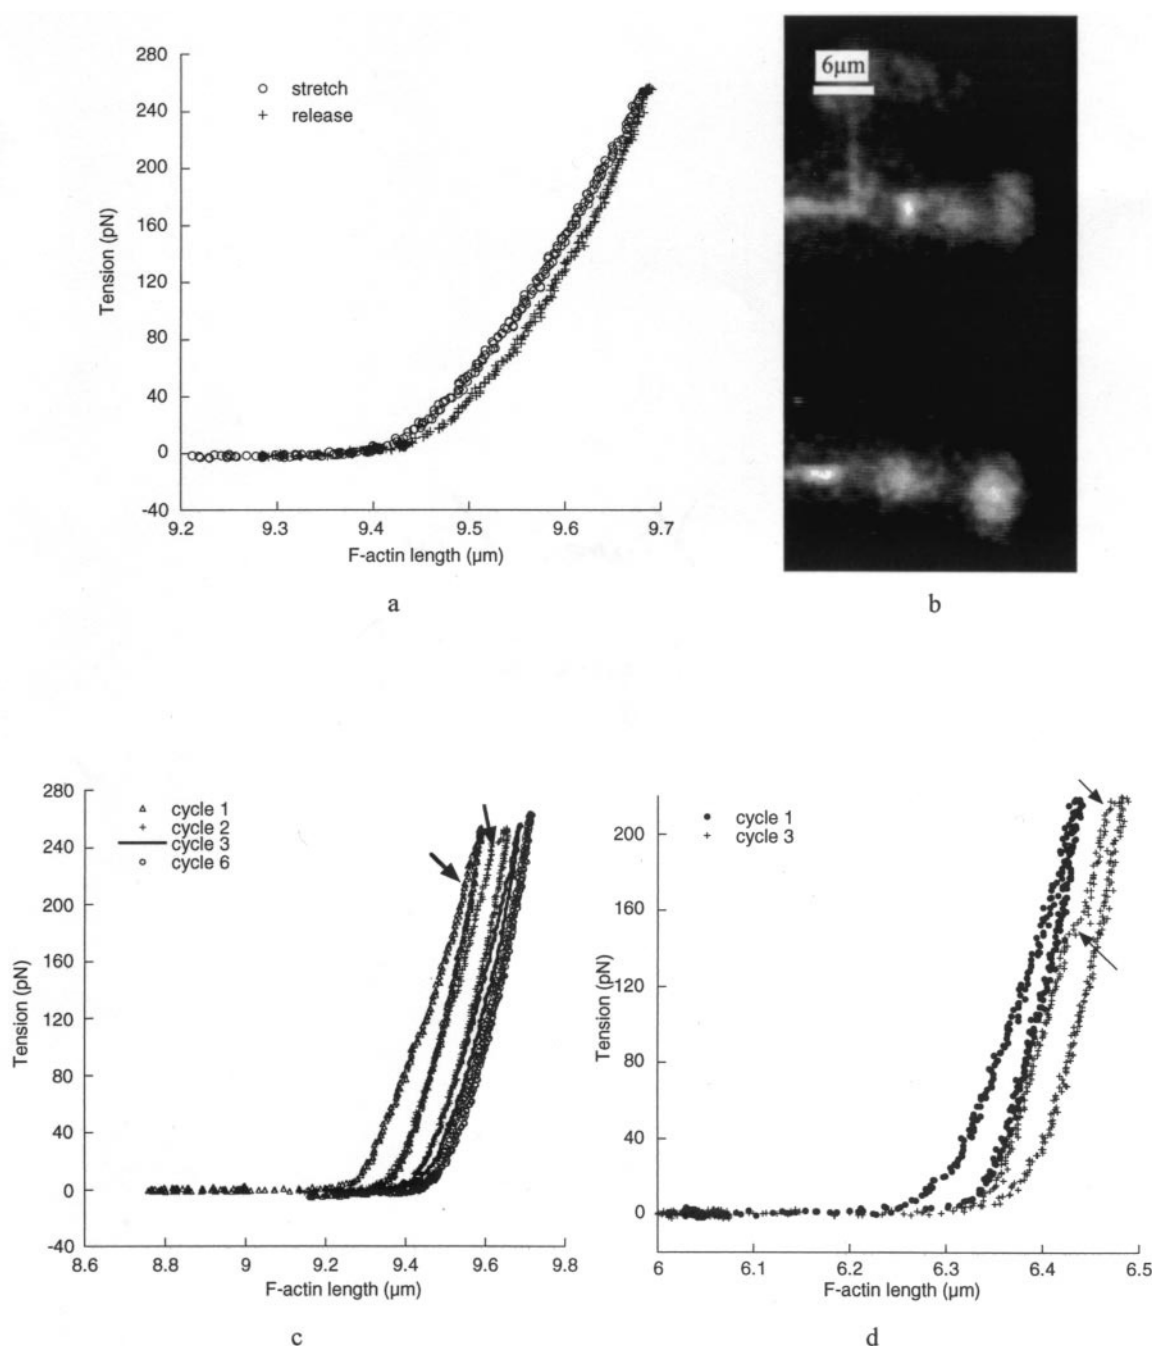 280
240
200
160
120
80
40
0
-40
Tension (pN)
stretch
release
9.2 9.3 9.4 9.5 9.6 9.7
F-actin length (µm)
a
6µm
b
280
240
200
160
120
80
40
0
-40
Tension (pN)
cycle 1
cycle 2
cycle 3
cycle 6
8.6 8.8 9 9.2 9.4 9.6 9.8
F-actin length (µm)
c
200
160
120
80
40
0
Tension (pN)
cycle 1
cycle 3
6 6.1 6.2 6.3 6.4 6.5
F-actin length (µm)
d